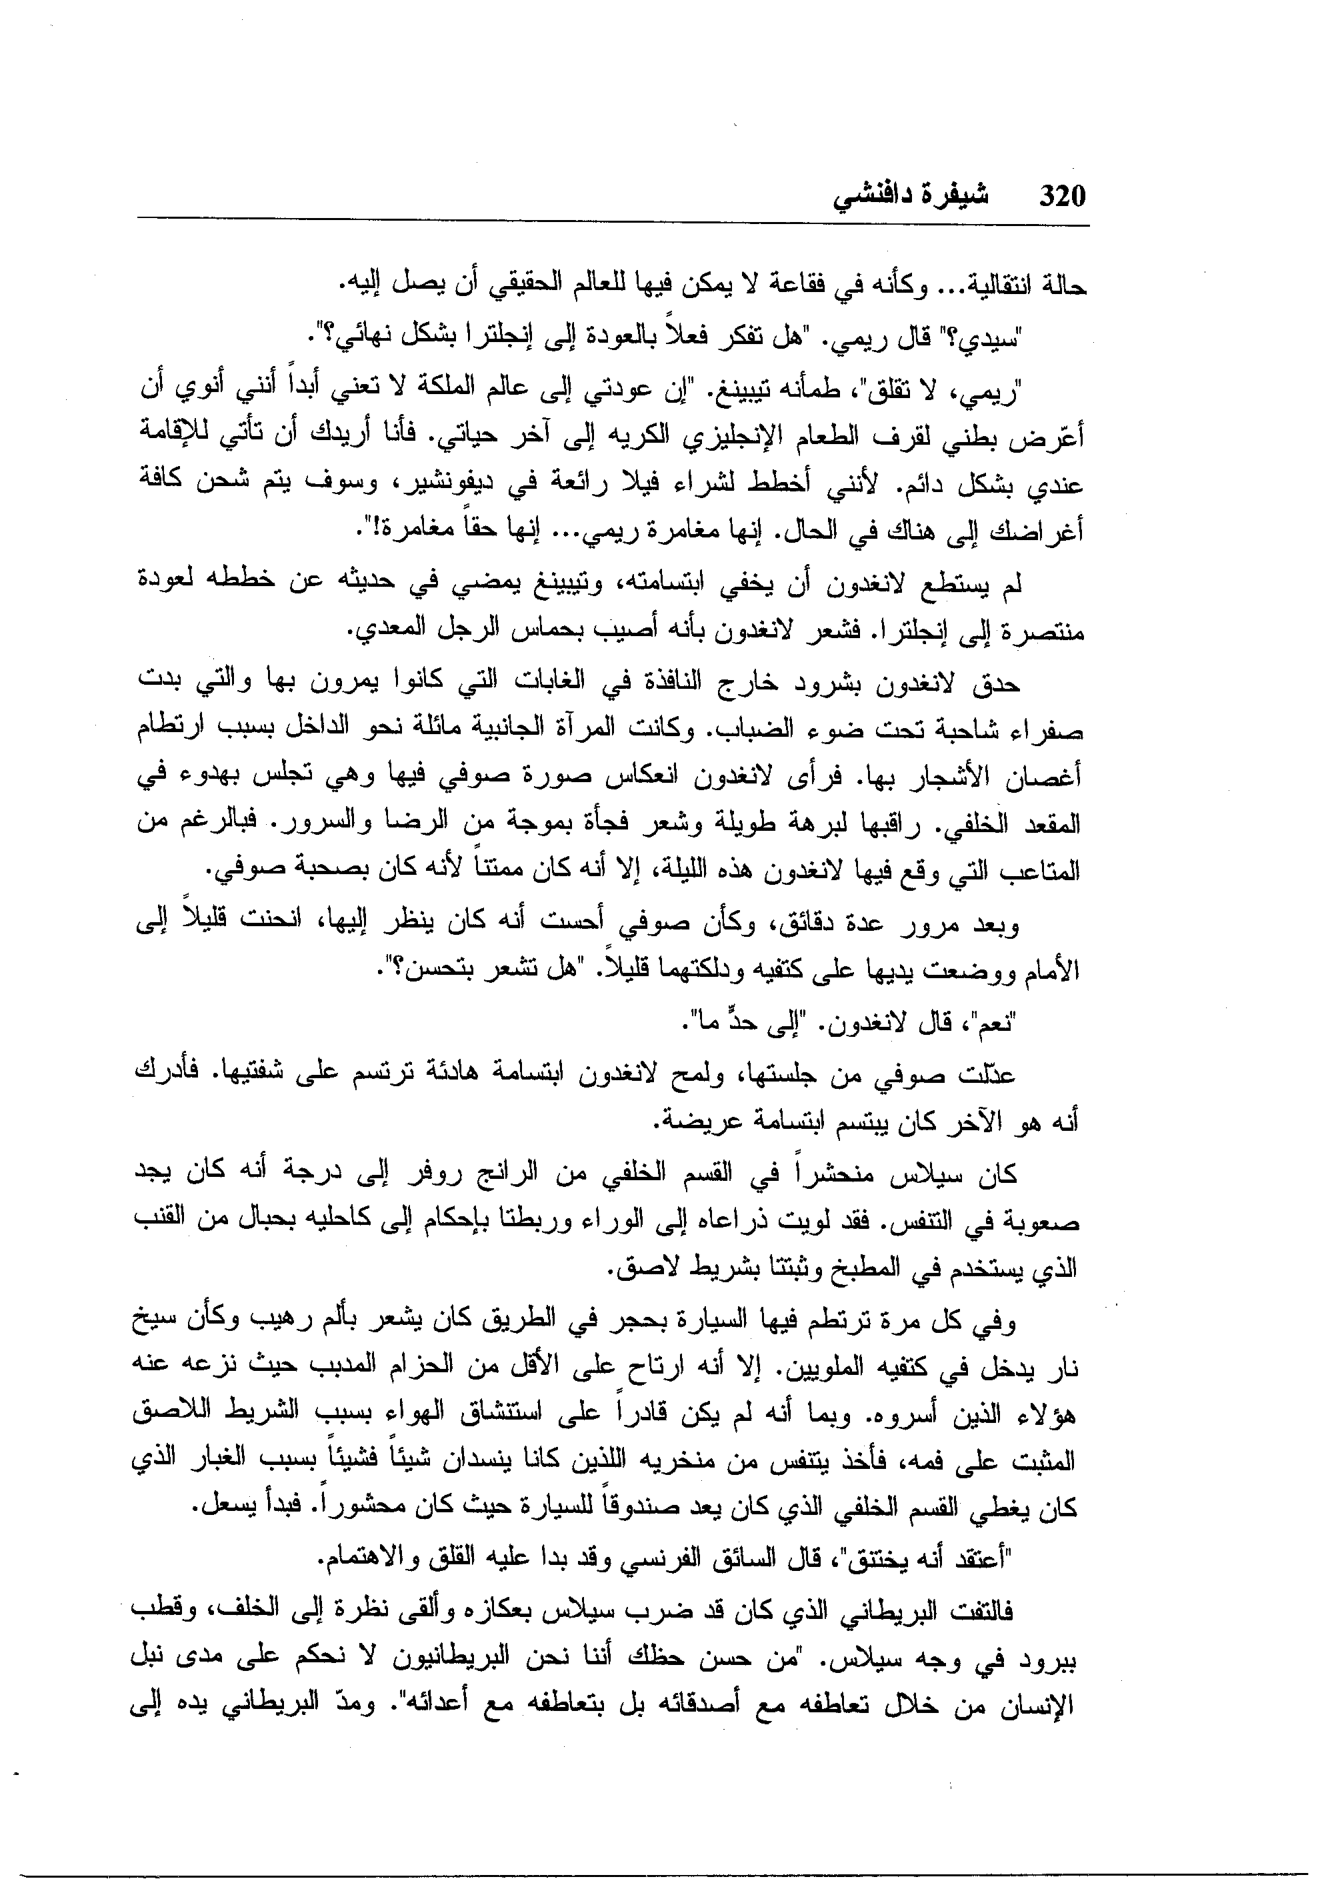 320 شيفرة دافنشي
حالة انتقالية... وكأنه في فقاعة لا يمكن فيها للعالم الحقيقي أن يصل إليه.
"سيدي؟" قال ريمي. "هل تفكر فعلاً بالعودة إلى إنجلترا بشكل نهائي؟".
"ريمي، لا تقلق"، طمأنه تيبينغ. "إن عودتي إلى عالم الملكة لا تعني أبداً أنني أنوي أن
أعّرض بطني لقرف الطعام الإنجليزي الكريه إلى آخر حياتي. فأنا أريدك أن تأتي للإقامة
عندي بشكل دائم. لأنني أخطط لشراء فيلا رائعة في ديفونشير، وسوف يتم شحن كافة
أغراضك إلى هناك في الحال. إنها مغامرة ريمي... إنها حقاً مغامرة!".
لم يستطع لانغدون أن يخفي ابتسامته، وتيبينغ يمضي في حديثه عن خططه لعودة
منتصرة إلى إنجلترا. فشعر لانغدون بأنه أصيب بحماس الرجل المعدي.
حدق لانغدون بشرود خارج النافذة في الغابات التي كانوا يمرون بها والتي بدت
صفراء شاحبة تحت ضوء الضباب. وكانت المرآة الجانبية مائلة نحو الداخل بسبب ارتطام
أغصان الأشجار بها. فرأى لانغدون انعكاس صورة صوفي فيها وهي تجلس بهدوء في
المقعد الخلفي. راقبها لبرهة طويلة وشعر فجأة بموجة من الرضا والسرور. فبالرغم من
المتاعب التي وقع فيها لانغدون هذه الليلة، إلا أنه كان ممتناً لأنه كان بصحبة صوفي.
وبعد مرور عدة دقائق، وكأن صوفي أحست أنه كان ينظر إليها، انحنت قليلاً إلى
الأمام ووضعت يديها على كتفيه ودلكتهما قليلاً. "هل تشعر بتحسن؟".
"نعم"، قال لانغدون. "إلى حدٍّ ما".
عدّلت صوفي من جلستها، ولمح لانغدون ابتسامة هادئة ترتسم على شفتيها. فأدرك
أنه هو الآخر كان يبتسم ابتسامة عريضة.
كان سيلاس منحشراً في القسم الخلفي من الرانج روفر إلى درجة أنه كان يجد
صعوبة في التنفس. فقد لويت ذراعاه إلى الوراء وربطتا بإحكام إلى كاحليه بحبال من القنب
الذي يستخدم في المطبخ وثبتتا بشريط لاصق.
وفي كل مرة ترتطم فيها السيارة بحجر في الطريق كان يشعر بألم رهيب وكأن سيخ
نار يدخل في كتفيه الملويين. إلا أنه ارتاح على الأقل من الحزام المدبب حيث نزعه عنه
هؤلاء الذين أسروه. وبما أنه لم يكن قادراً على استنشاق الهواء بسبب الشريط اللاصق
المثبت على فمه، فأخذ يتنفس من منخريه اللذين كانا ينسدان شيئاً فشيئاً بسبب الغبار الذي
كان يغطي القسم الخلفي الذي كان يعد صندوقاً للسيارة حيث كان محشوراً. فبدأ يسعل.
"أعتقد أنه يختنق"، قال السائق الفرنسي وقد بدا عليه القلق والاهتمام.
فالتفت البريطاني الذي كان قد ضرب سيلاس بعكازه وألقى نظرة إلى الخلف، وقطب
ببرود في وجه سيلاس. "من حسن حظك أننا نحن البريطانيون لا نحكم على مدى نبل
الإنسان من خلال تعاطفه مع أصدقائه بل بتعاطفه مع أعدائه". ومدّ البريطاني يده إلى